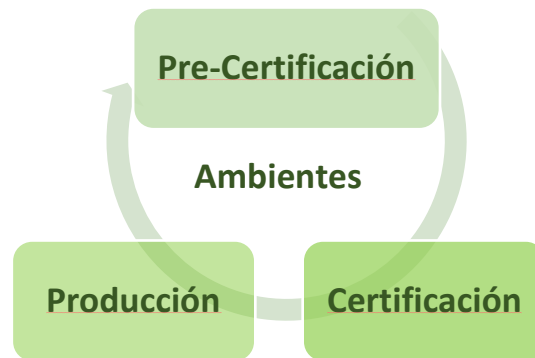 Pre-Certificación
Ambientes
Producción
Certificación